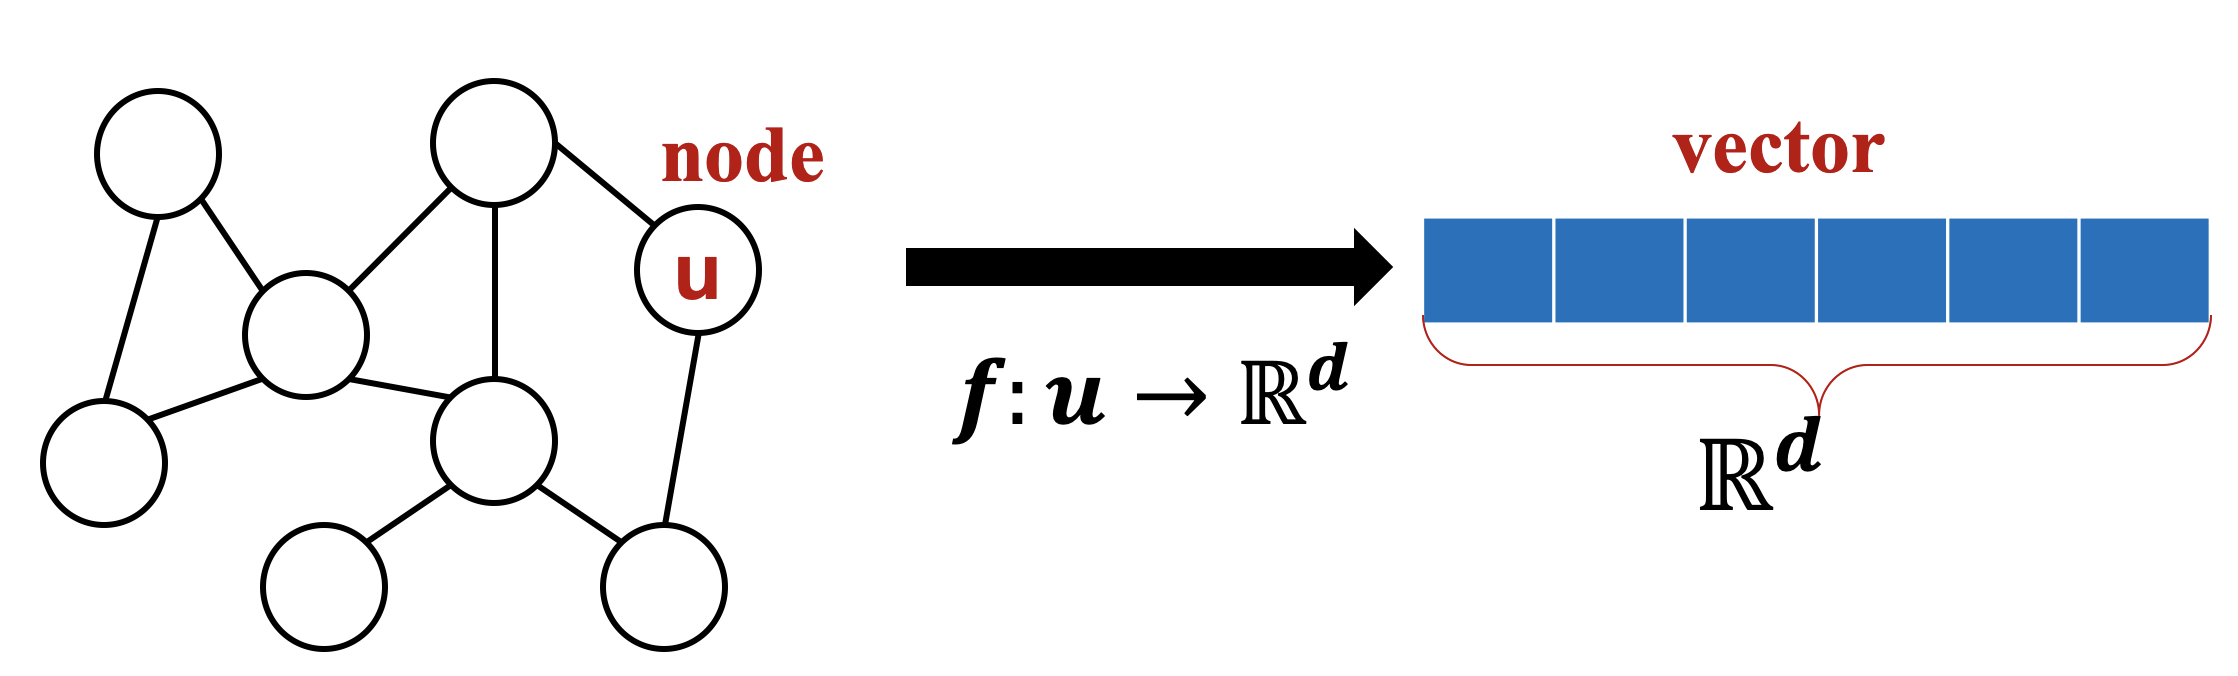 node
u
f: u → ℝ^d
vector
ℝ^d